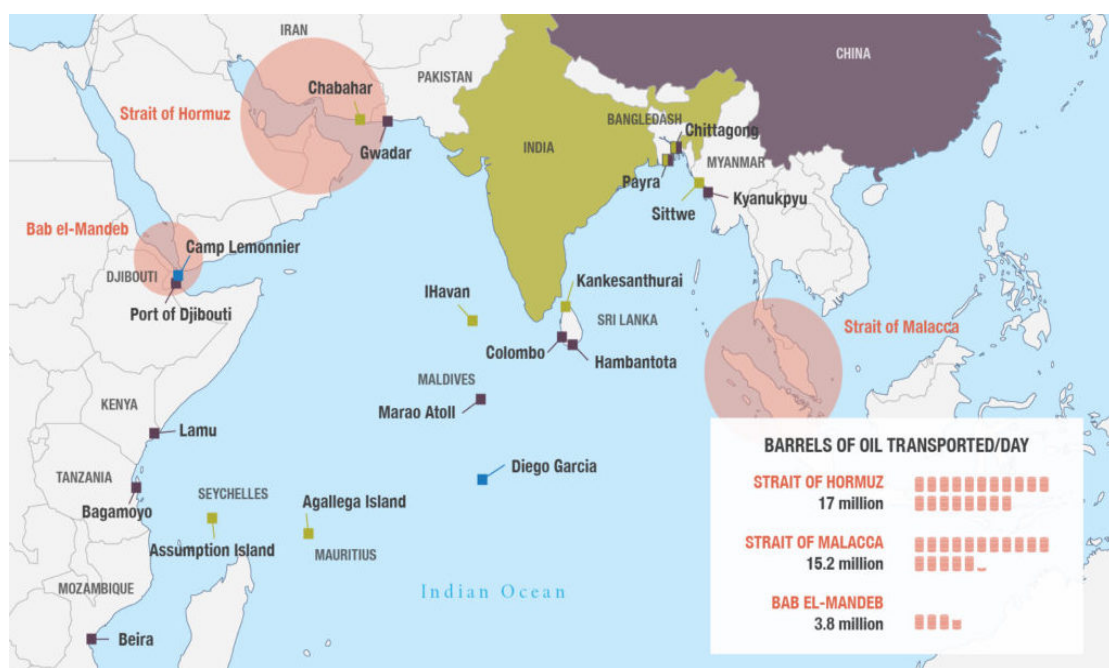 IRAN
CHINA
PAKISTAN
Chabahar
Strait of Hormuz
BANGLEDASH
Chittagong
INDIA
Gwadar
MYANMAR
Payra
Kyanukpyu
Sittwe
Bab el-Mandeb
Camp Lemonnier
DJIBOUTI
Kankesanthurai
IHavan
Port of Djibouti
SRI LANKA
Strait of Malacca
Colombo
Hambantota
MALDIVES
KENYA
Marao Atoll
Lamu
BARRELS OF OIL TRANSPORTED/DAY
Diego Garcia
TANZANIA
STRAIT OF HORMUZ
SEYCHELLES
Agallega Island
17 million
Bagamoyo
STRAIT OF MALACCA
Assumption Island
MAURITIUS
15.2 million
MOZAMBIQUE
Indian Ocean
BAB EL-MANDEB
3.8 million
Beira